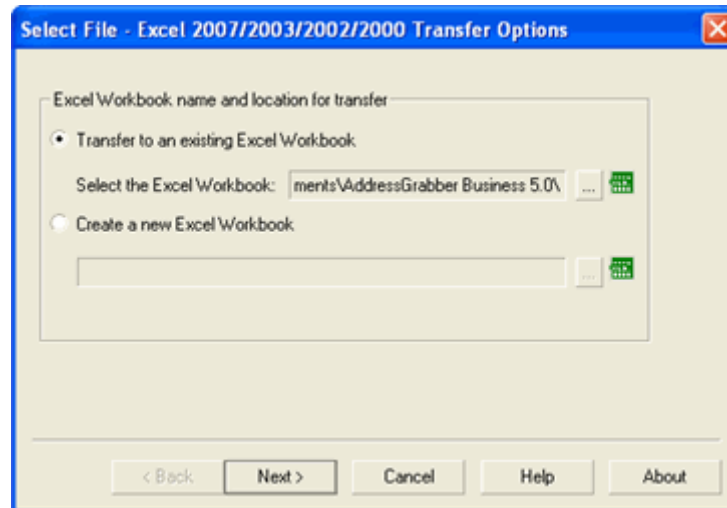 Select File - Excel 2007/2003/2002/2000 Transfer Options
Excel Workbook name and location for transfer
Transfer to an existing Excel Workbook
Select the Excel Workbook: ments\AddressGrabber Business 5.0\ ...
Create a new Excel Workbook
...
< Back Next > Cancel Help About